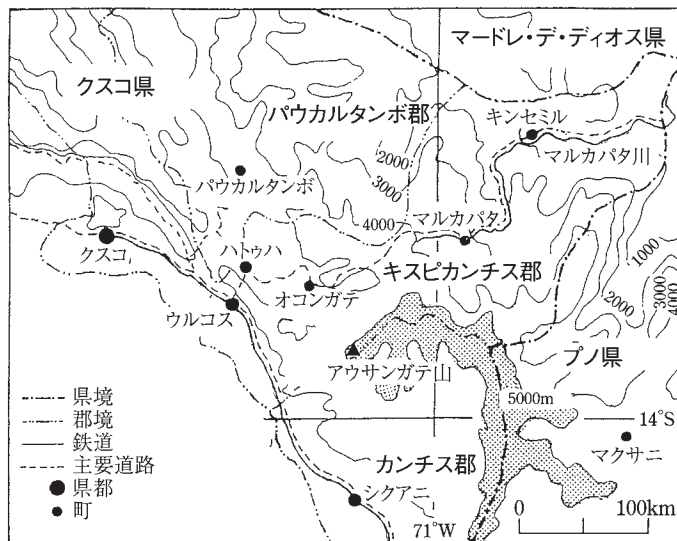 マードレ・デ・ディオス県
クスコ県
パウカルタンボ郡
キンセミル
2000
マルカパタ川
パウカルタンボ
3000
4000
マルカパタ
クスコ
ハトゥハ
キスピカンチス郡
1000
オコンガテ
2000
3000
4000
ウルコス
アウサンガテ山
プノ県
県境
5000m
郡境
14°S
鉄道
マクサニ
主要道路
カンチス郡
県都
シクアニ
町
71°W
0
100km